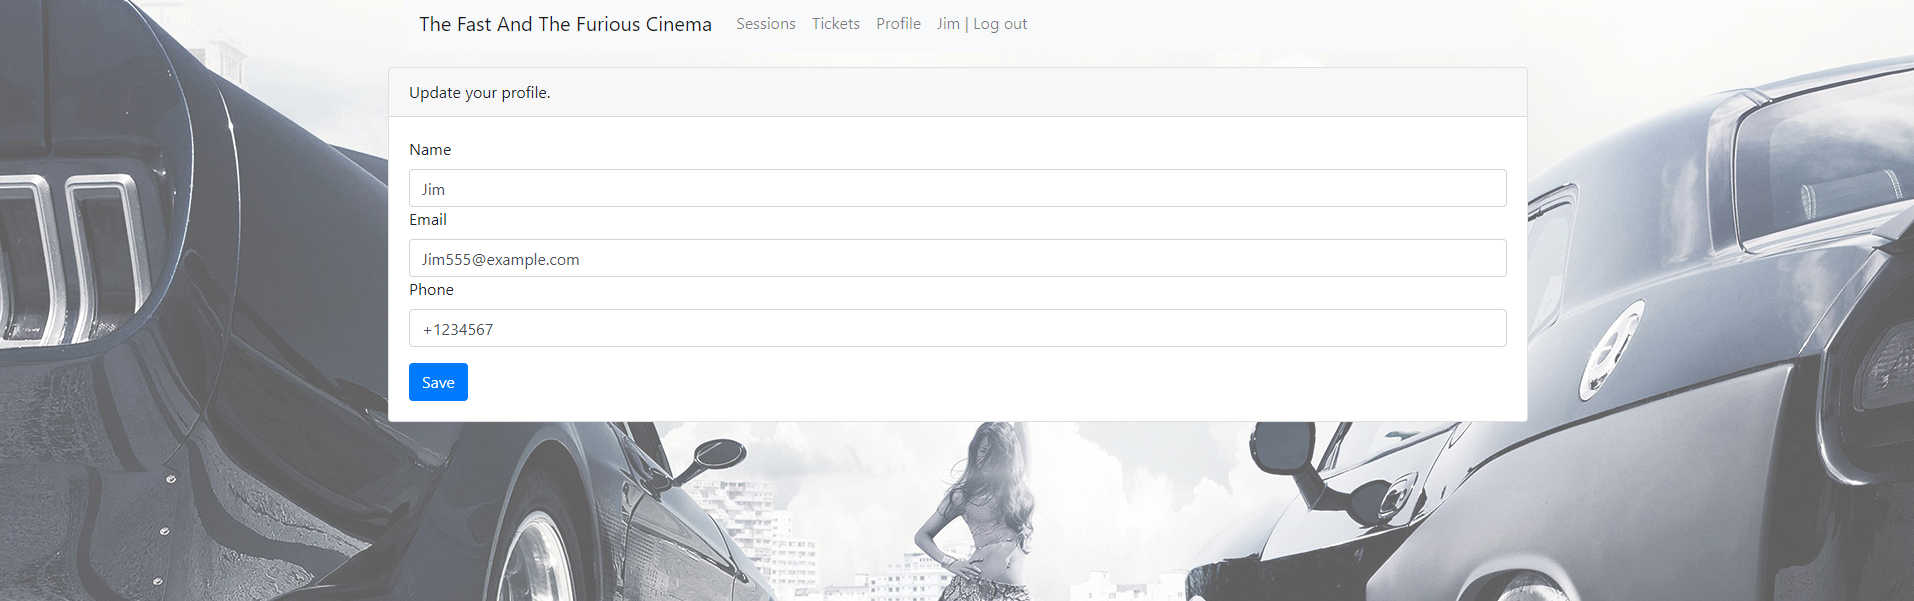 The Fast And The Furious Cinema Sessions Tickets Profile Jim | Log out
Update your profile.
Name
Jim
Email
Jim555@example.com
Phone
+1234567
Save